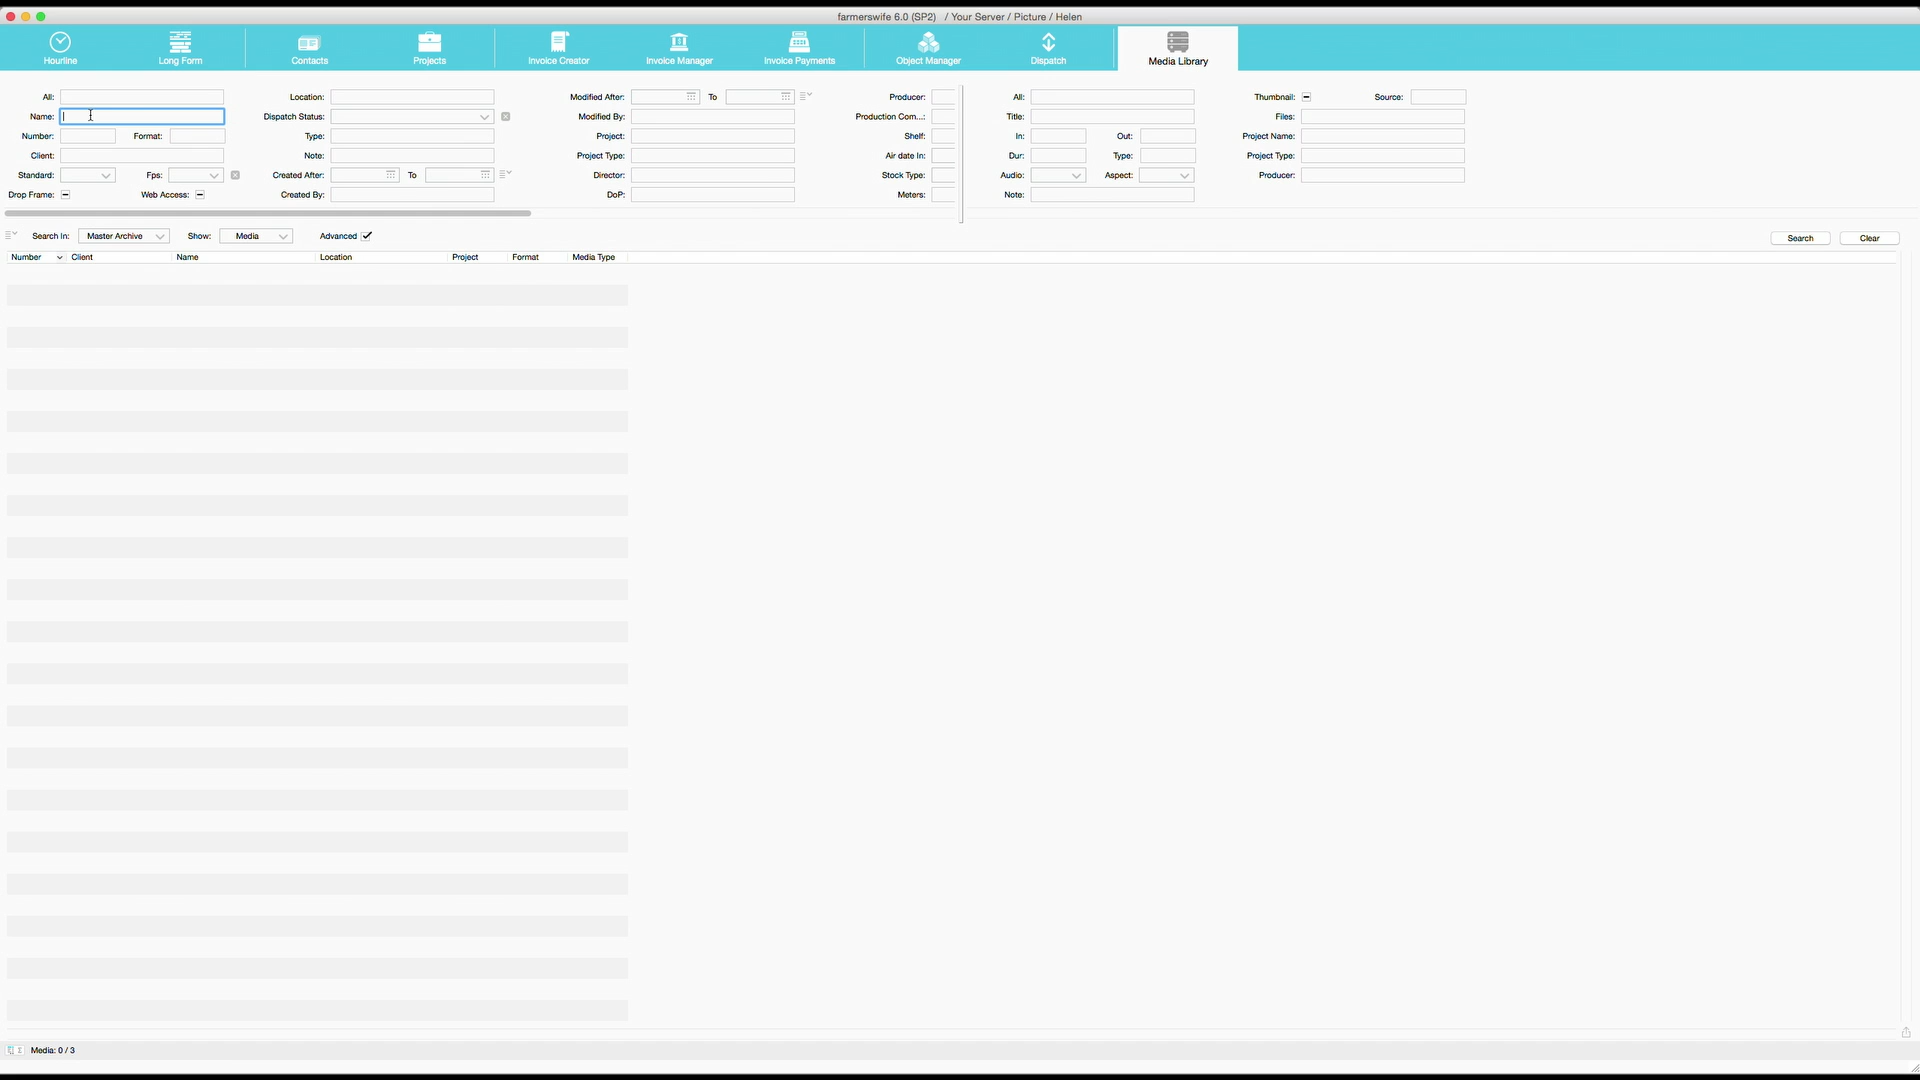 farmerswife 6.0 (SP2) / Your Server / Picture / Helen
Hourline Long Form Contacts Projects Invoice Creator Invoice Manager Invoice Payments Object Manager Dispatch Media Library
All: Location: Modified After: To Producer: All: Thumbnail: Source:
Name: Dispatch Status: Modified By: Production Com...: Title: Files:
Number: Format: Type: Project: Shelf: In: Out: Project Name:
Client: Note: Project Type: Air date In: Dur: Type: Project Type:
Standard: Fps: Created After: To Director: Stock Type: Audio: Aspect: Producer:
Drop Frame: Web Access: Created By: DoP: Meters: Note:
Search In: Master Archive Show: Media Advanced Search Clear
Number Client Name Location Project Format Media Type
Media: 0 / 3